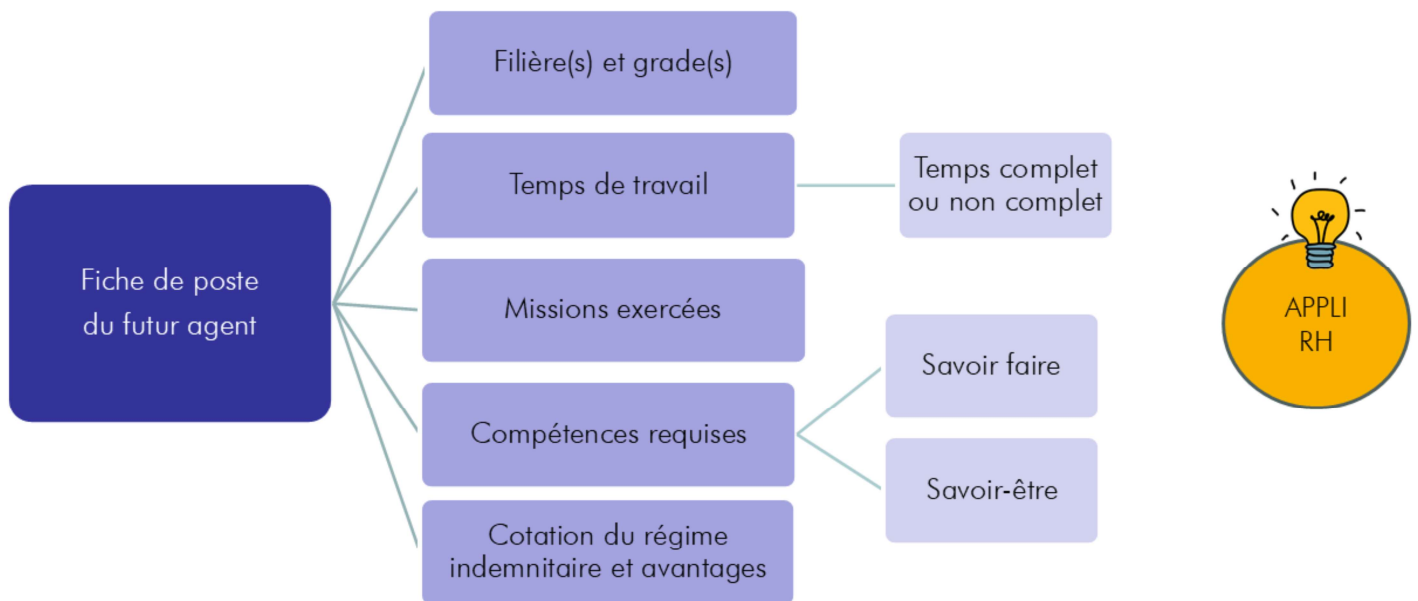 Fiche de poste
du futur agent
Filière(s) et grade(s)
Temps de travail
Temps complet
ou non complet
Missions exercées
Compétences requises
Savoir faire
Savoir-être
Cotation du régime
indemnitaire et avantages
APPLI
RH